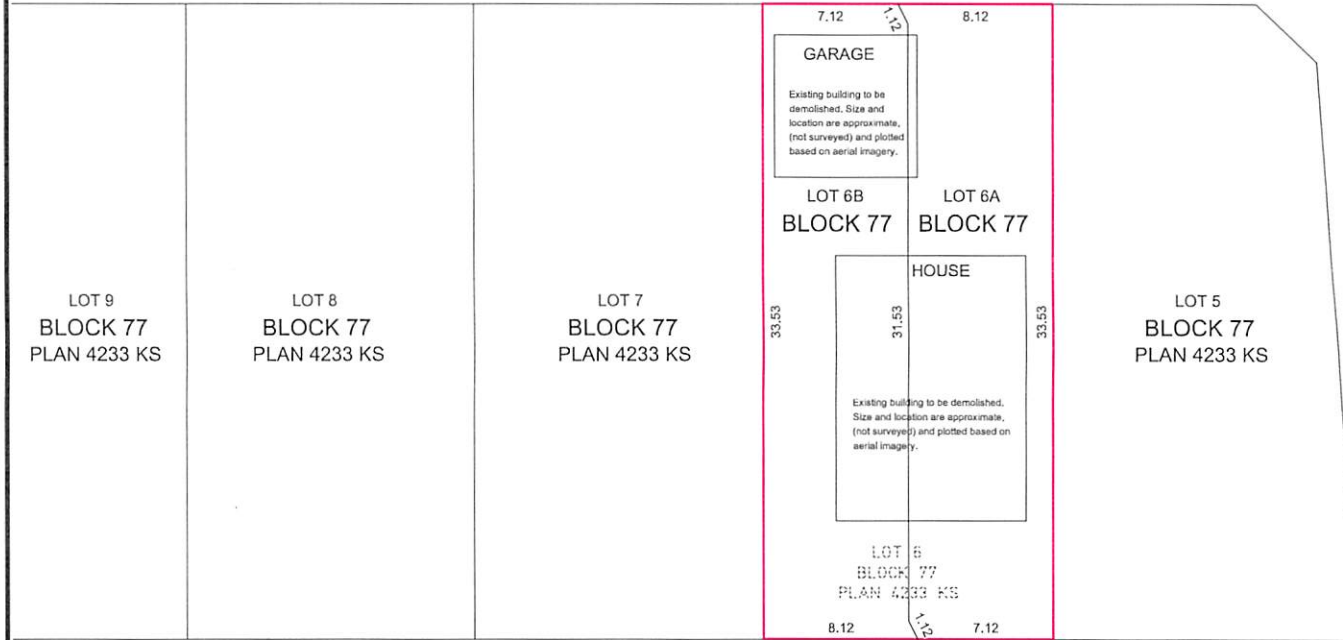 7.12
1.12
8.12
GARAGE
Existing building to be
demolished. Size and
location are approximate,
(not surveyed) and plotted
based on aerial imagery.
LOT 6B
BLOCK 77
LOT 6A
BLOCK 77
HOUSE
LOT 9
BLOCK 77
PLAN 4233 KS
LOT 8
BLOCK 77
PLAN 4233 KS
LOT 7
BLOCK 77
PLAN 4233 KS
33.53
31.53
33.53
LOT 5
BLOCK 77
PLAN 4233 KS
Existing building to be demolished.
Size and location are approximate,
(not surveyed) and plotted based on
aerial imagery.
LOT 6
BLOCK 77
PLAN 4233 KS
8.12
1.12
7.12